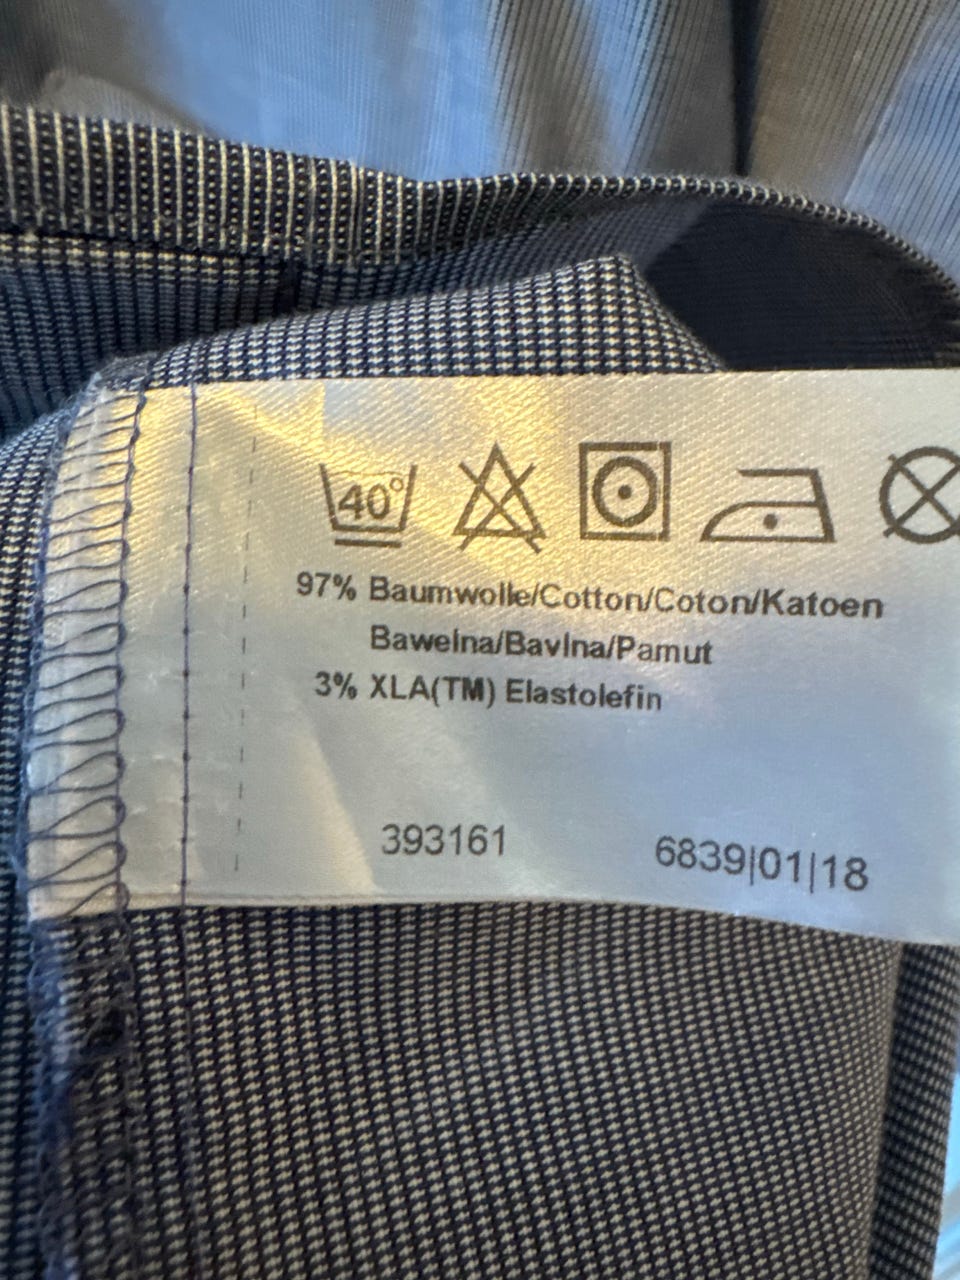 40°
97% Baumwolle/Cotton/Coton/Katoen
Bawelna/Bavlna/Pamut
3% XLA(TM) Elastolefin
393161 6839|01|18